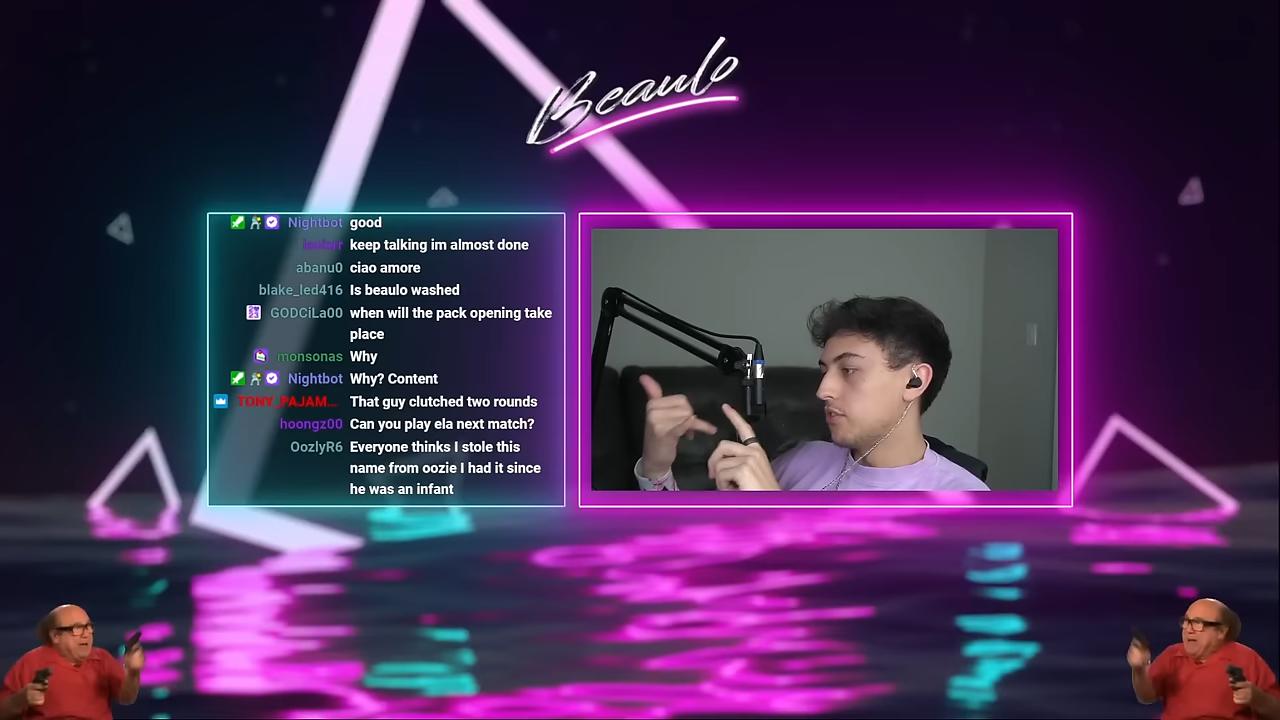 Beaulo
Nightbot good
keep talking im almost done
abanu0 ciao amore
blake_led416 Is beaulo washed
GODCiLa00 when will the pack opening take
place
monsonas Why
Nightbot Why? Content
TONY_PAJAM... That guy clutched two rounds
hoongz00 Can you play ela next match?
OozlyR6 Everyone thinks I stole this
name from oozie I had it since
he was an infant